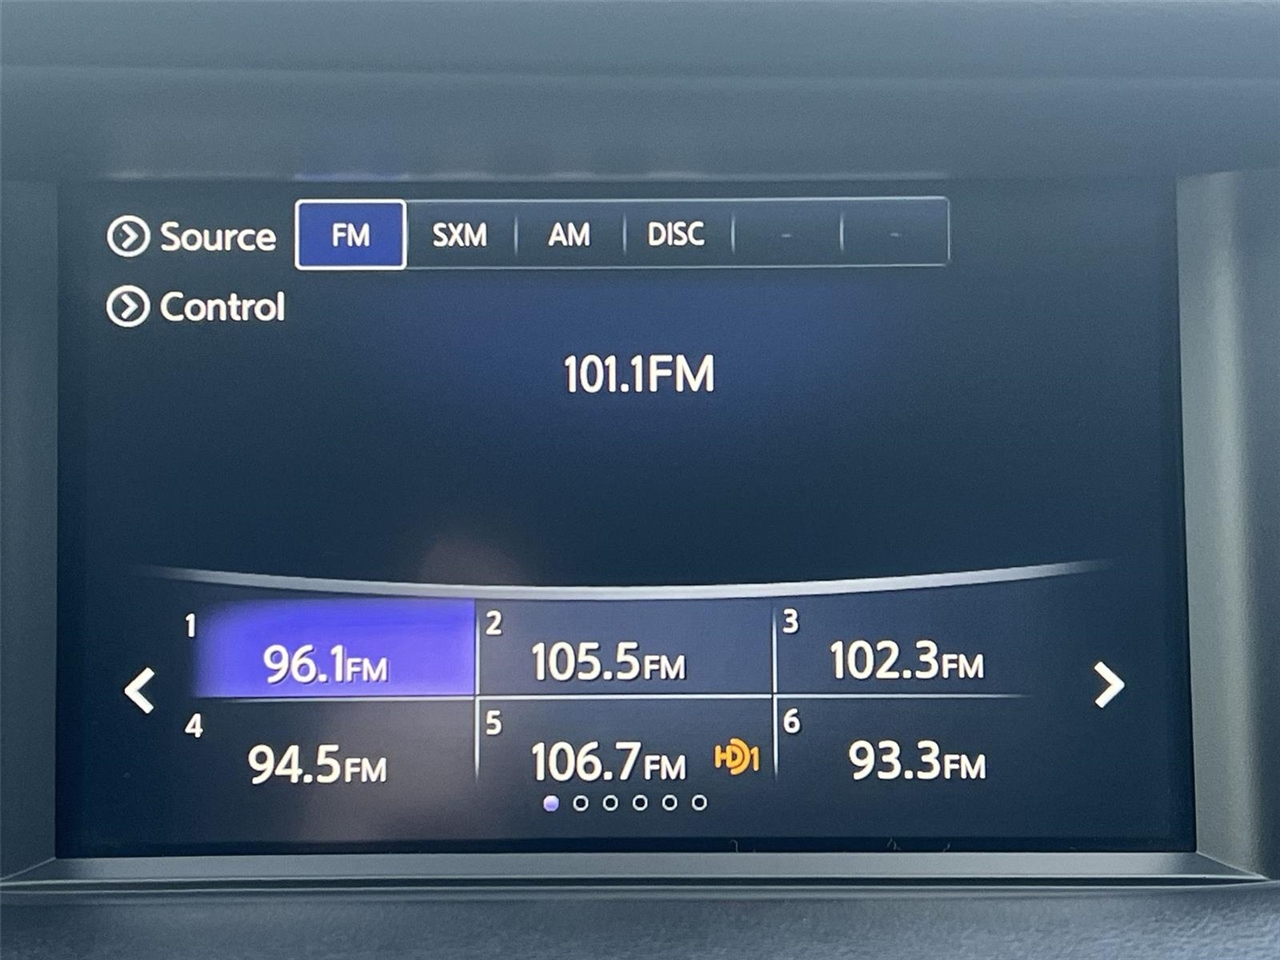 Source FM SXM AM DISC - -
Control
101.1FM
1 96.1FM 2 105.5FM 3 102.3FM
4 94.5FM 5 106.7FM HD1 6 93.3FM